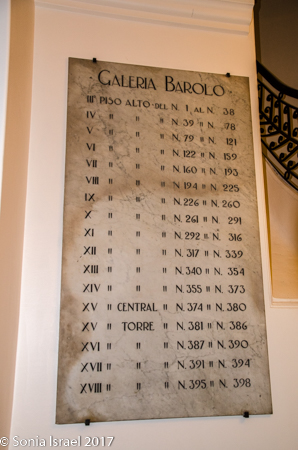 · GALERIA BAROLO ·
IIIº PISO ALTO · DEL N. 1 AL N. 38
IV " " " N. 39 " N. 78
V " " " N. 79 " N. 121
VI " " " N. 122 " N. 159
VII " " " N. 160 " N. 193
VIII " " " N. 194 " N. 225
IX " " " N. 226 " N. 260
X " " " N. 261 " N. 291
XI " " " N. 292 " N. 316
XII " " " N. 317 " N. 339
XIII " " " N. 340 " N. 354
XIV " " " N. 355 " N. 373
XV " CENTRAL " N. 374 " N. 380
XV " TORRE " N. 381 " N. 386
XVI " " " N. 387 " N. 390
XVII " " " N. 391 " N. 394
XVIII " " " N. 395 " N. 398
© Sonia Israel 2017